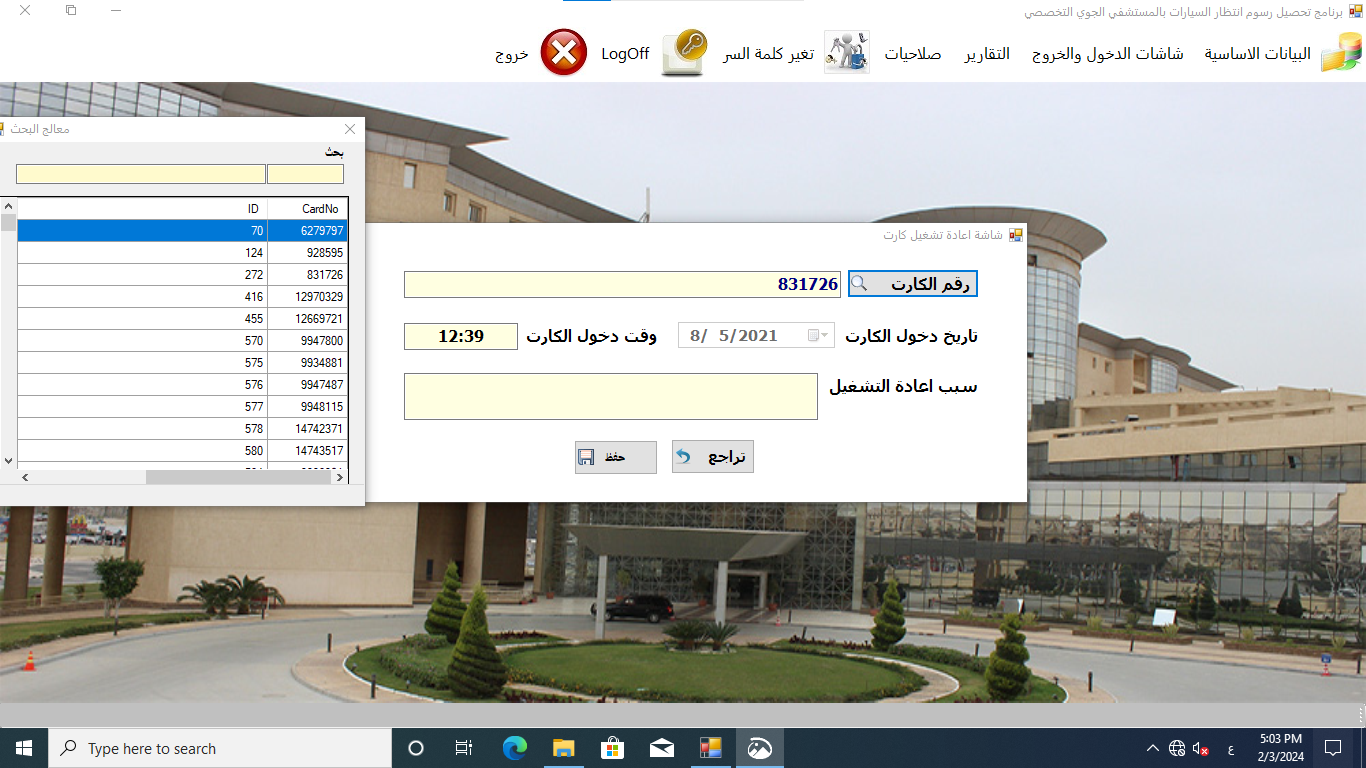 برنامج تحصيل رسوم انتظار السيارات بالمستشفي الجوي التخصصي
البيانات الاساسية شاشات الدخول والخروج التقارير صلاحيات تغير كلمة السر LogOff خروج
معالج البحث
بحث
CardNo ID
6279797 70
928595 124
831726 272
12970329 416
12669721 455
9947800 570
9934881 575
9947487 576
9948115 577
14742371 578
14743517 580
شاشة اعادة تشغيل كارت
رقم الكارت 831726
تاريخ دخول الكارت 8/ 5/2021 وقت دخول الكارت 12:39
سبب اعادة التشغيل
تراجع حفظ
Type here to search
ع
5:03 PM
2/3/2024